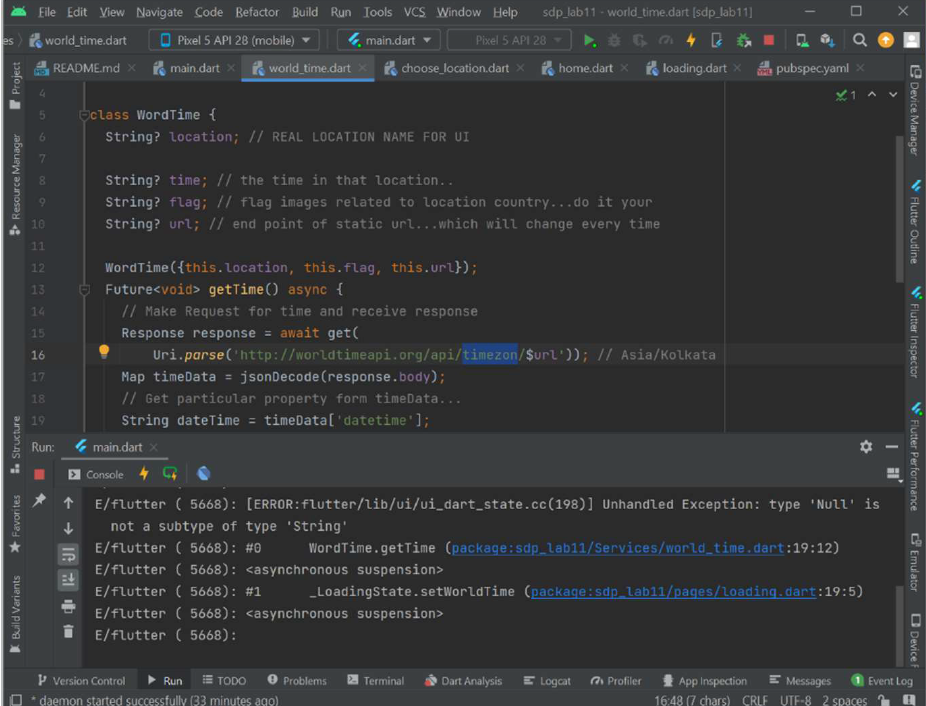 File Edit View Navigate Code Refactor Build Run Tools VCS Window Help sdp_lab11 - world_time.dart [sdp_lab11]
es world_time.dart Pixel 5 API 28 (mobile) main.dart Pixel 5 API 28
README.md main.dart world_time.dart choose_location.dart home.dart loading.dart pubspec.yaml
Project
Resource Manager
Structure
Favorites
Build Variants
4
1
5 class WordTime {
6 String? location; // REAL LOCATION NAME FOR UI
7
8 String? time; // the time in that location..
9 String? flag; // flag images related to location country...do it your
10 String? url; // end point of static url...which will change every time
11
12 WordTime({this.location, this.flag, this.url});
13 Future<void> getTime() async {
14 // Make Request for time and receive response
15 Response response = await get(
16 Uri.parse('http://worldtimeapi.org/api/timezon/$url')); // Asia/Kolkata
17 Map timeData = jsonDecode(response.body);
18 // Get particular property form timeData...
19 String dateTime = timeData['datetime'];
Device Manager
Flutter Outline
Flutter Inspector
Flutter Performance
Emulator
Device F
Run: main.dart
Console
E/flutter ( 5668): [ERROR:flutter/lib/ui/ui_dart_state.cc(198)] Unhandled Exception: type 'Null' is
not a subtype of type 'String'
E/flutter ( 5668): #0 WordTime.getTime (package:sdp_lab11/Services/world_time.dart:19:12)
E/flutter ( 5668): <asynchronous suspension>
E/flutter ( 5668): #1 _LoadingState.setWorldTime (package:sdp_lab11/pages/loading.dart:19:5)
E/flutter ( 5668): <asynchronous suspension>
E/flutter ( 5668):
Version Control Run TODO Problems Terminal Dart Analysis Logcat Profiler App Inspection Messages 1 Event Log
* daemon started successfully (33 minutes ago) 16:48 (7 chars) CRLF UTF-8 2 spaces